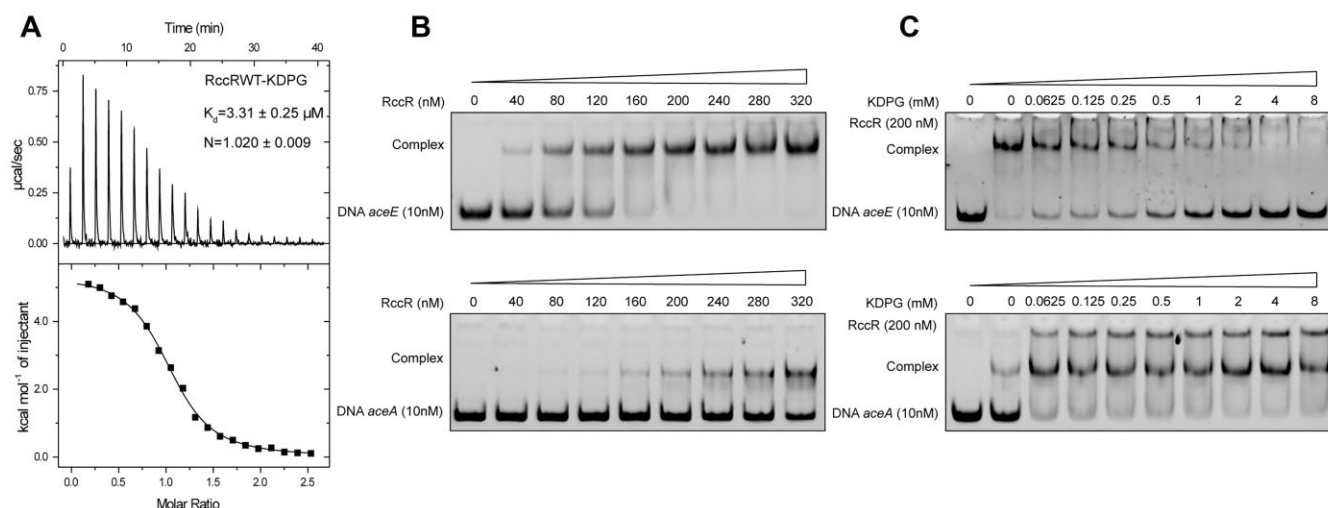 A
Time (min)
0 10 20 30 40
RccRWT-KDPG
K_d=3.31 ± 0.25 µM
N=1.020 ± 0.009
µcal/sec
0.75
0.50
0.25
0.00
kcal mol⁻¹ of injectant
4.0
2.0
0.0
0.0 0.5 1.0 1.5 2.0 2.5
Molar Ratio
B
RccR (nM) 0 40 80 120 160 200 240 280 320
Complex
DNA aceE (10nM)
RccR (nM) 0 40 80 120 160 200 240 280 320
Complex
DNA aceA (10nM)
C
KDPG (mM) 0 0 0.0625 0.125 0.25 0.5 1 2 4 8
RccR (200 nM)
Complex
DNA aceE (10nM)
KDPG (mM) 0 0 0.0625 0.125 0.25 0.5 1 2 4 8
RccR (200 nM)
Complex
DNA aceA (10nM)